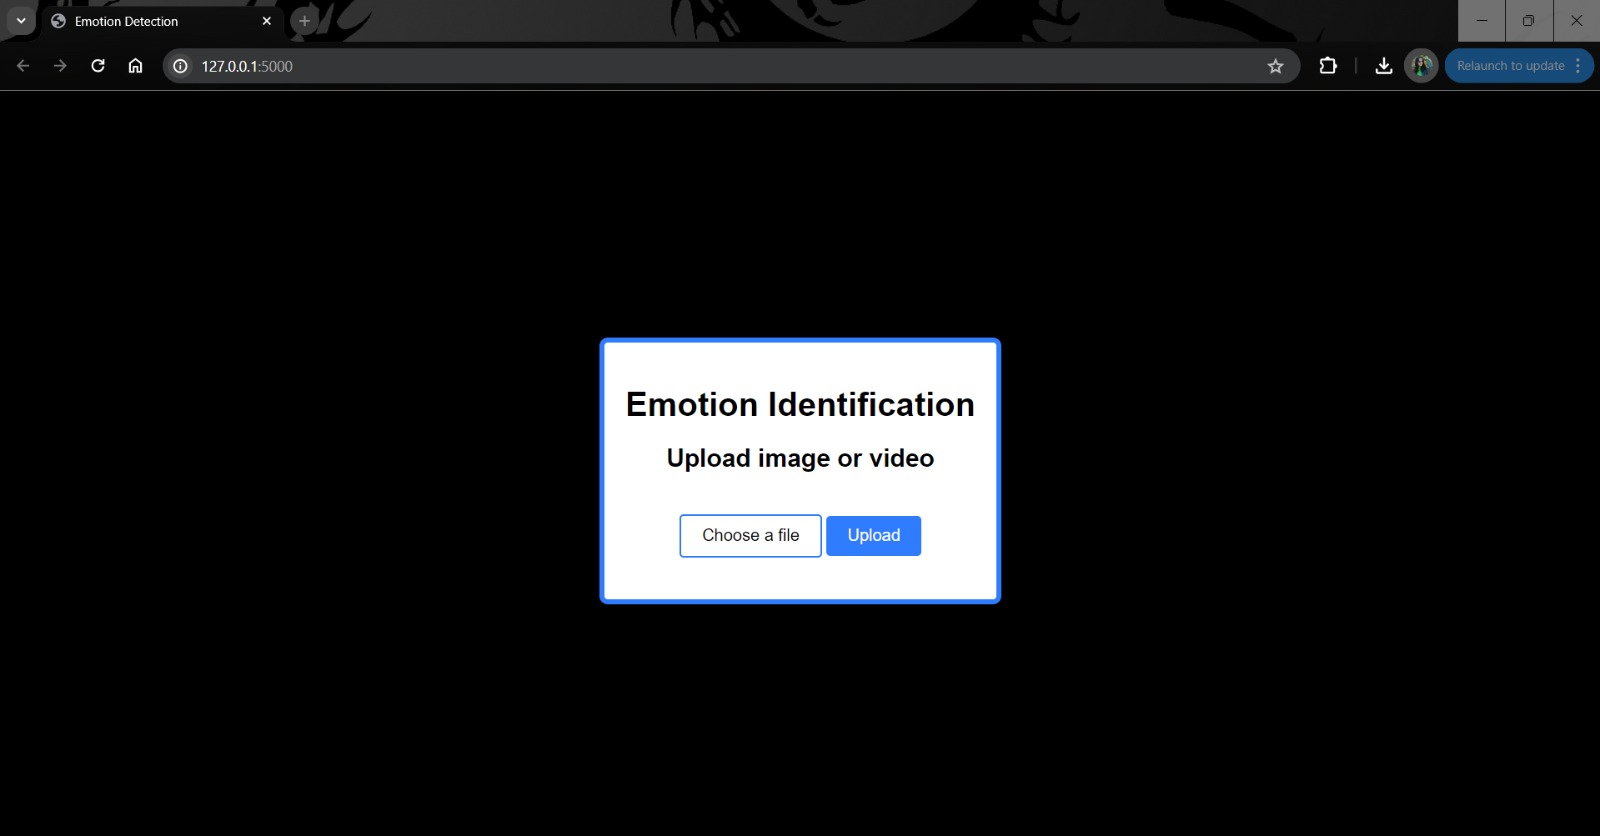 Emotion Detection
127.0.0.1:5000
Relaunch to update
Emotion Identification
Upload image or video
Choose a file
Upload